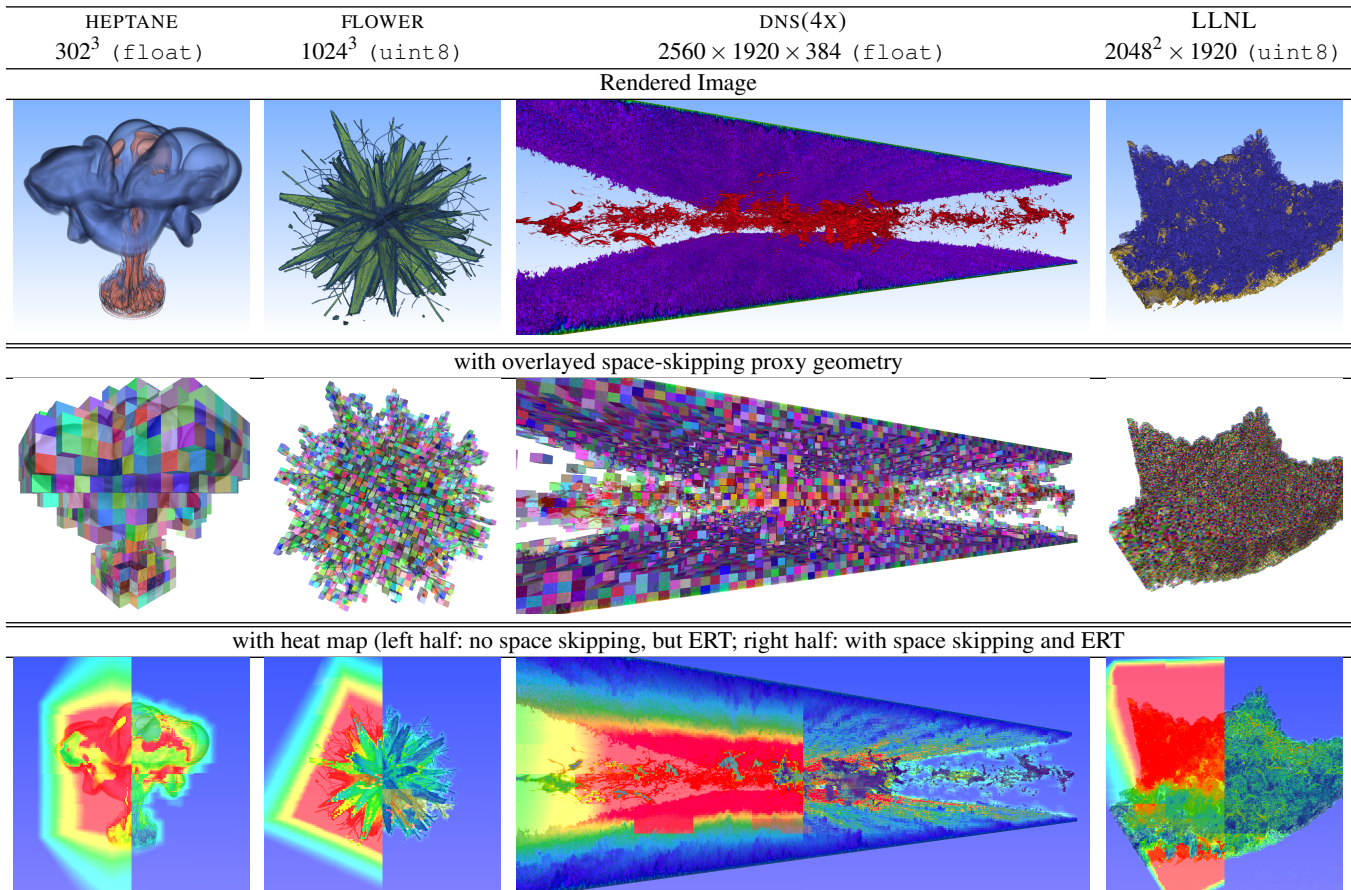 HEPTANE FLOWER DNS(4X) LLNL
302³ (float) 1024³ (uint8) 2560 × 1920 × 384 (float) 2048² × 1920 (uint8)
Rendered Image
with overlayed space-skipping proxy geometry
with heat map (left half: no space skipping, but ERT; right half: with space skipping and ERT